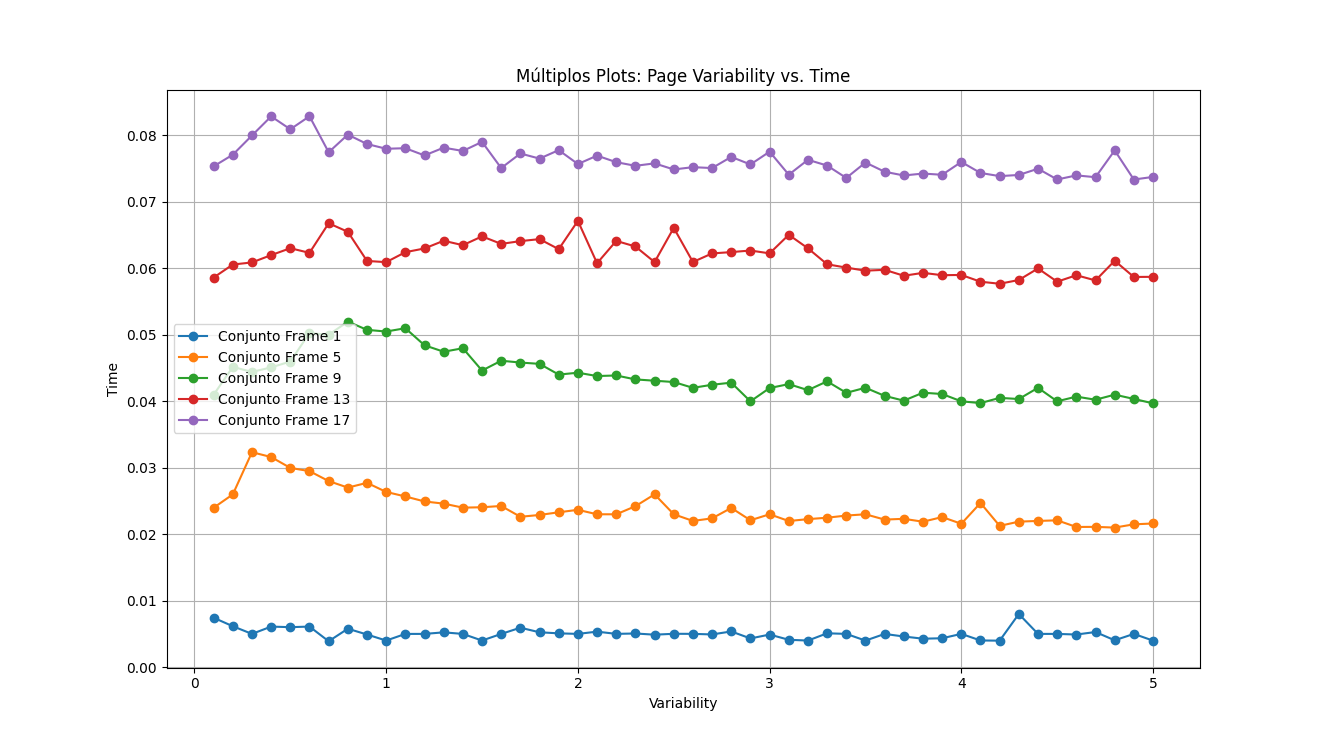 Múltiplos Plots: Page Variability vs. Time
0.08
0.07
0.06
0.05
0.04
0.03
0.02
0.01
0.00
Time
Conjunto Frame 1
Conjunto Frame 5
Conjunto Frame 9
Conjunto Frame 13
Conjunto Frame 17
0 1 2 3 4 5
Variability